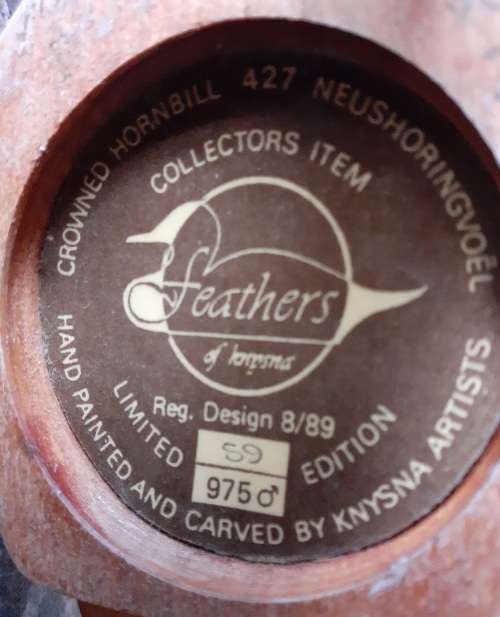 CROWNED HORNBILL 427 NEUSHORINGVOËL
COLLECTORS ITEM
feathers
of knysna
Reg. Design 8/89
LIMITED EDITION
59
975♂
HAND PAINTED AND CARVED BY KNYSNA ARTISTS